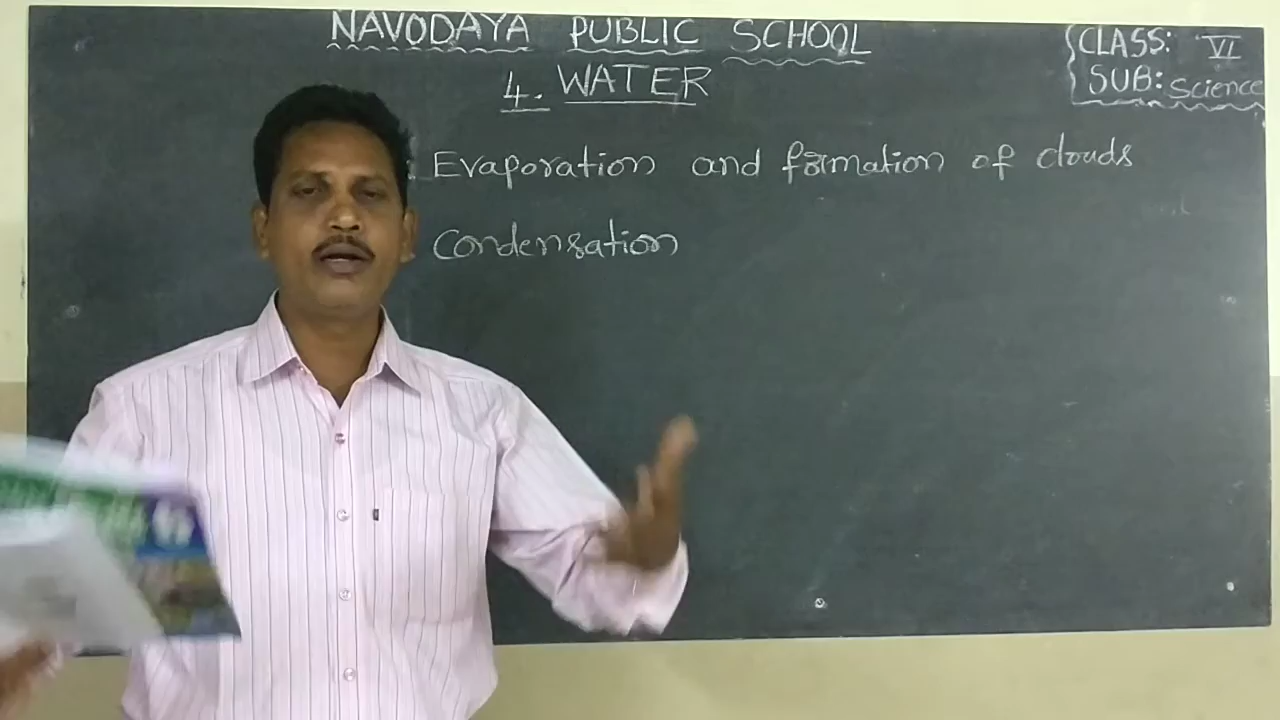 NAVODAYA PUBLIC SCHOOL
CLASS: VI
SUB: Science
4. WATER
Evaporation and formation of clouds
Condensation